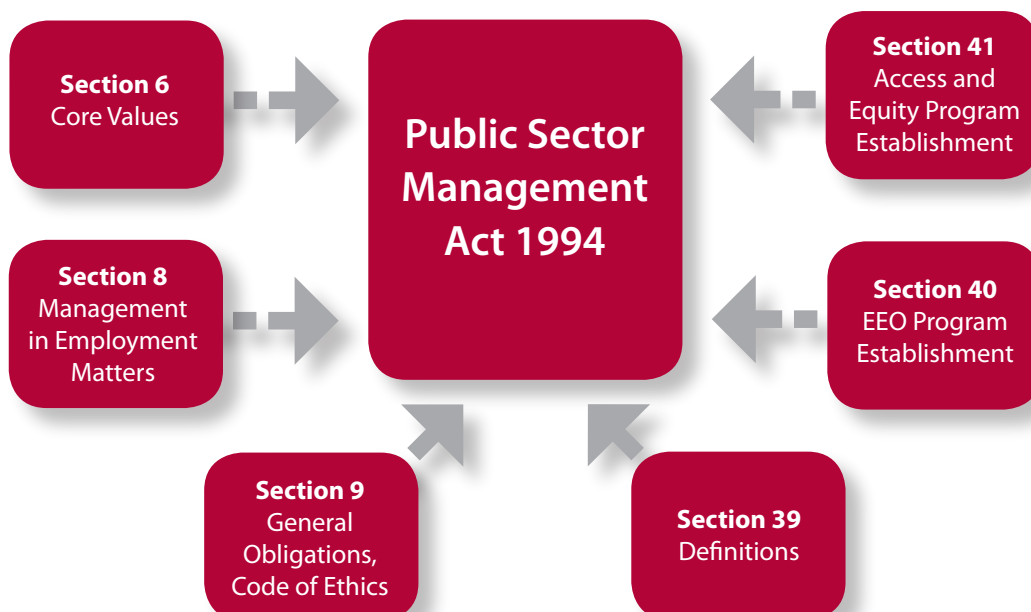 Section 6
Core Values
Public Sector
Management
Act 1994
Section 41
Access and
Equity Program
Establishment
Section 8
Management
in Employment
Matters
Section 40
EEO Program
Establishment
Section 9
General
Obligations,
Code of Ethics
Section 39
Definitions